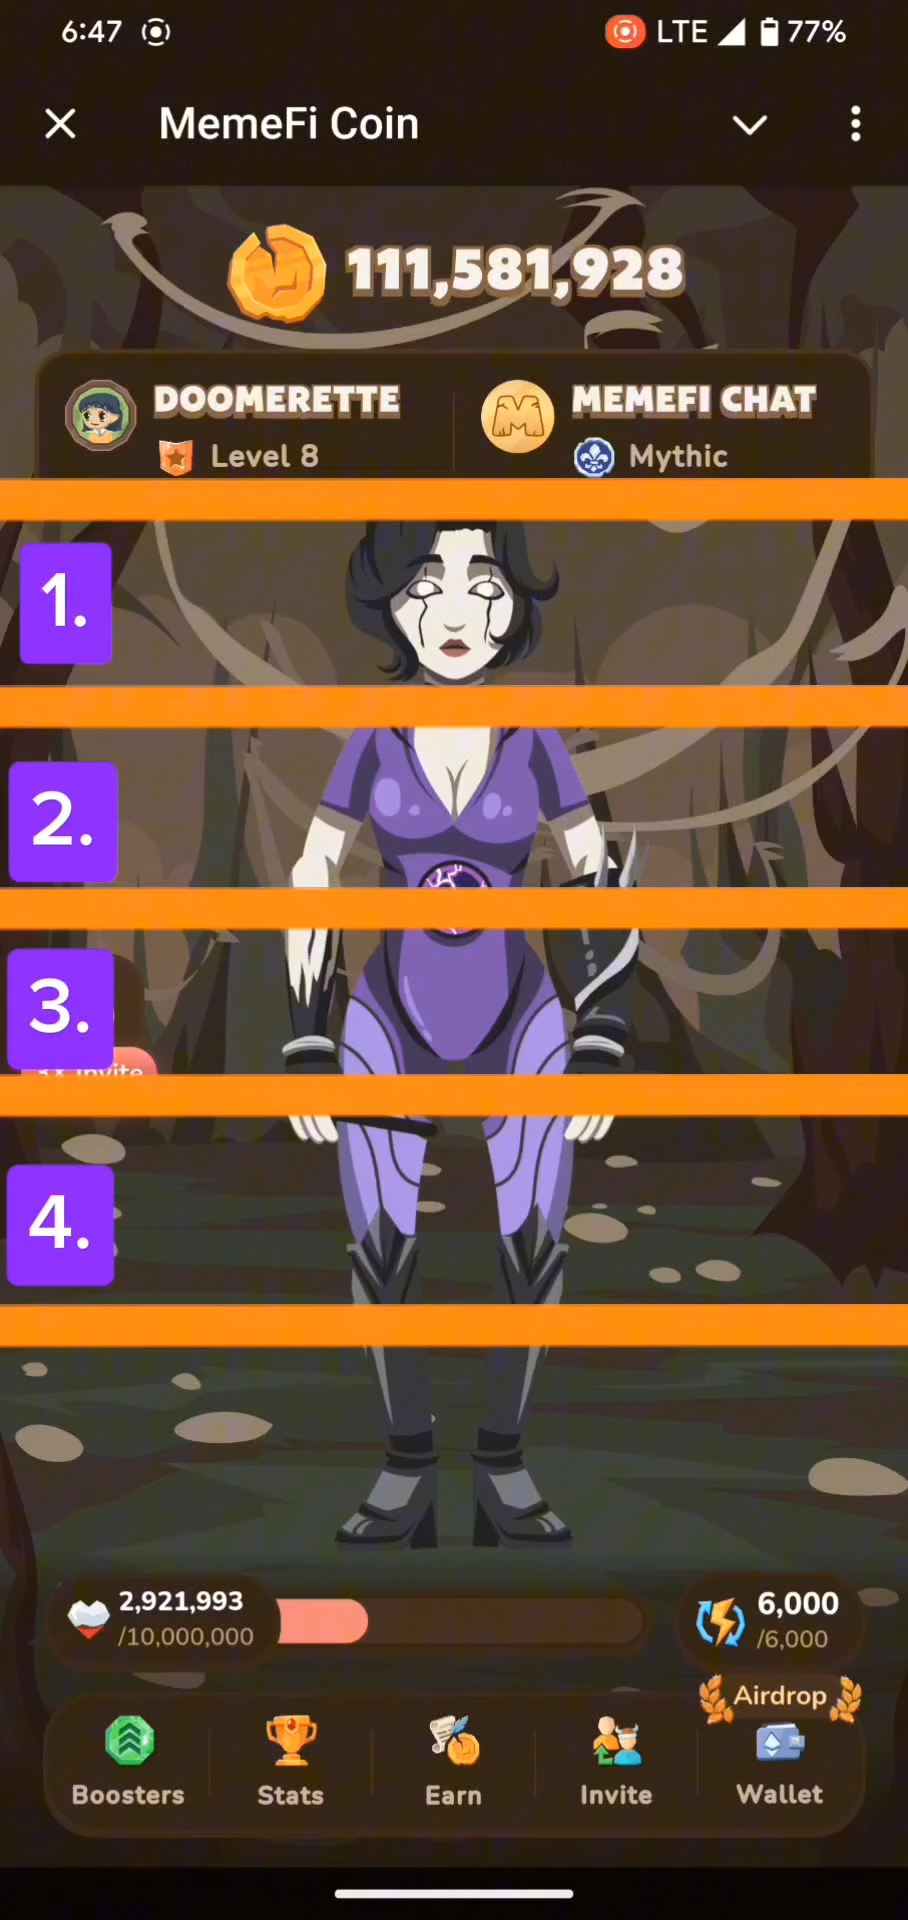 6:47 LTE 77%
MemeFi Coin
111,581,928
DOOMERETTE
Level 8
MEMEFI CHAT
Mythic
1.
2.
3.
Invite
4.
2,921,993
/10,000,000
6,000
/6,000
Airdrop
Boosters
Stats
Earn
Invite
Wallet